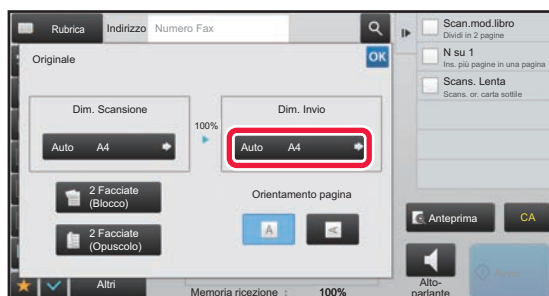 Rubrica
Indirizzo
Numero Fax
Originale
OK
Dim. Scansione
Auto A4
100%
Dim. Invio
Auto A4
2 Facciate
(Blocco)
2 Facciate
(Opuscolo)
Orientamento pagina
A
A
Altri
Memoria ricezione : 100%
Scan.mod.libro
Dividi in 2 pagine
N su 1
Ins. più pagine in una pagina
Scans. Lenta
Scans. or. carta sottile
Anteprima
CA
Alto-
parlante
Avvio